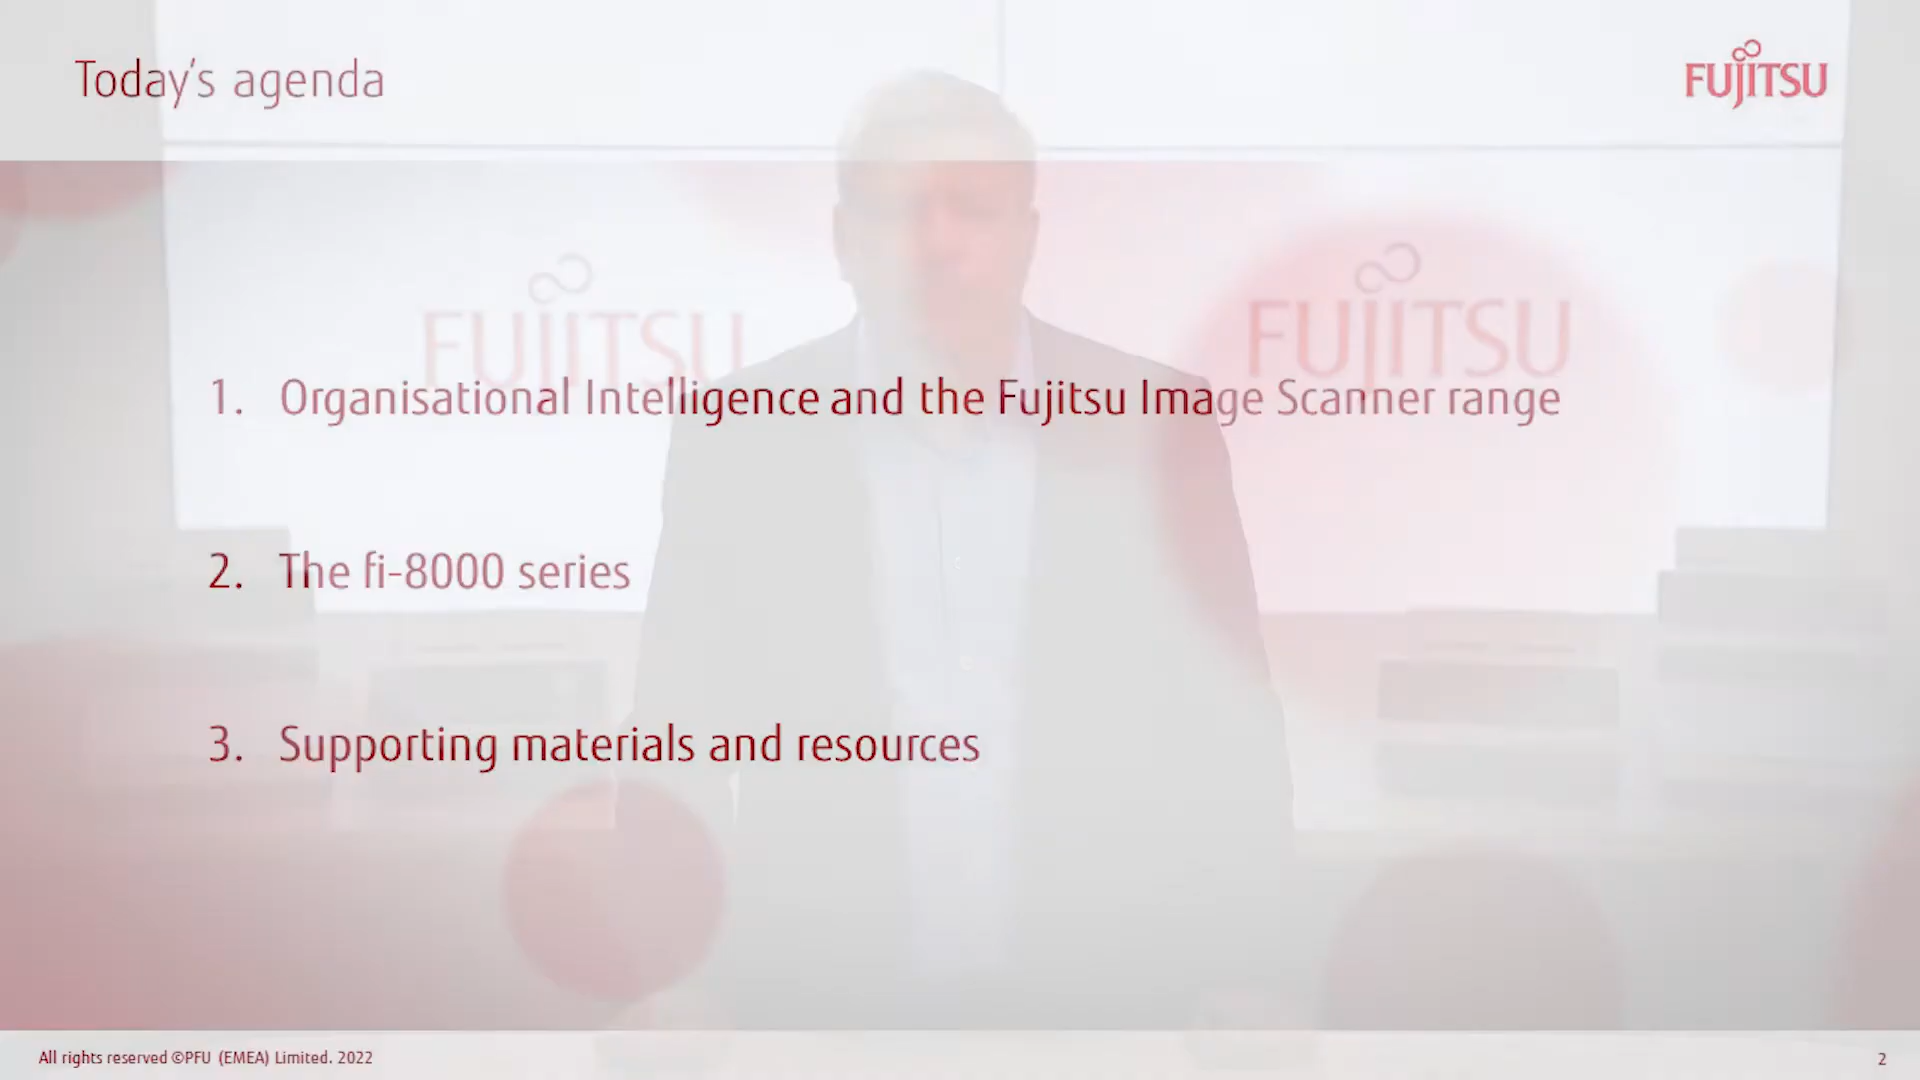 Today's agenda
FUJITSU
FUJITSU
FUJITSU
1. Organisational Intelligence and the Fujitsu Image Scanner range
2. The fi-8000 series
3. Supporting materials and resources
All rights reserved ©PFU (EMEA) Limited. 2022
2